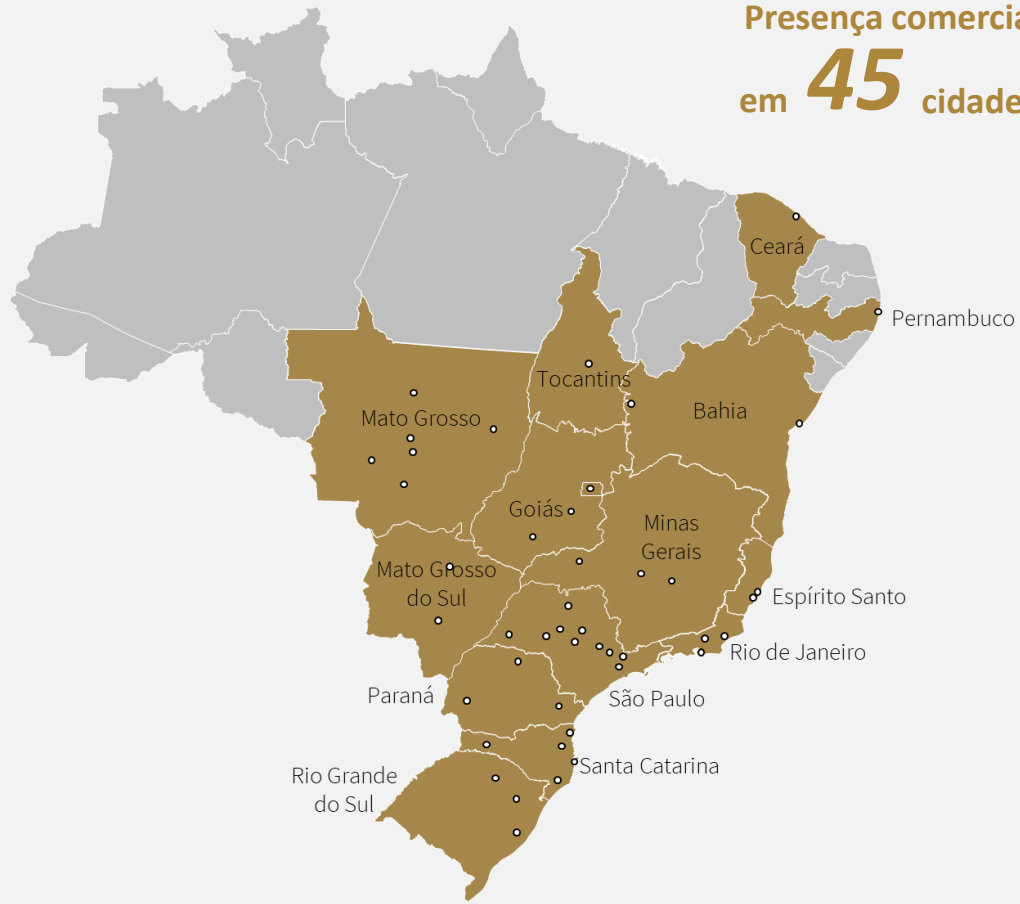 Presença comercia
em 45 cidade
Ceará
Pernambuco
Tocantins
Bahia
Mato Grosso
Goiás
Minas
Gerais
Mato Grosso
do Sul
Espírito Santo
Rio de Janeiro
Paraná
São Paulo
Santa Catarina
Rio Grande
do Sul